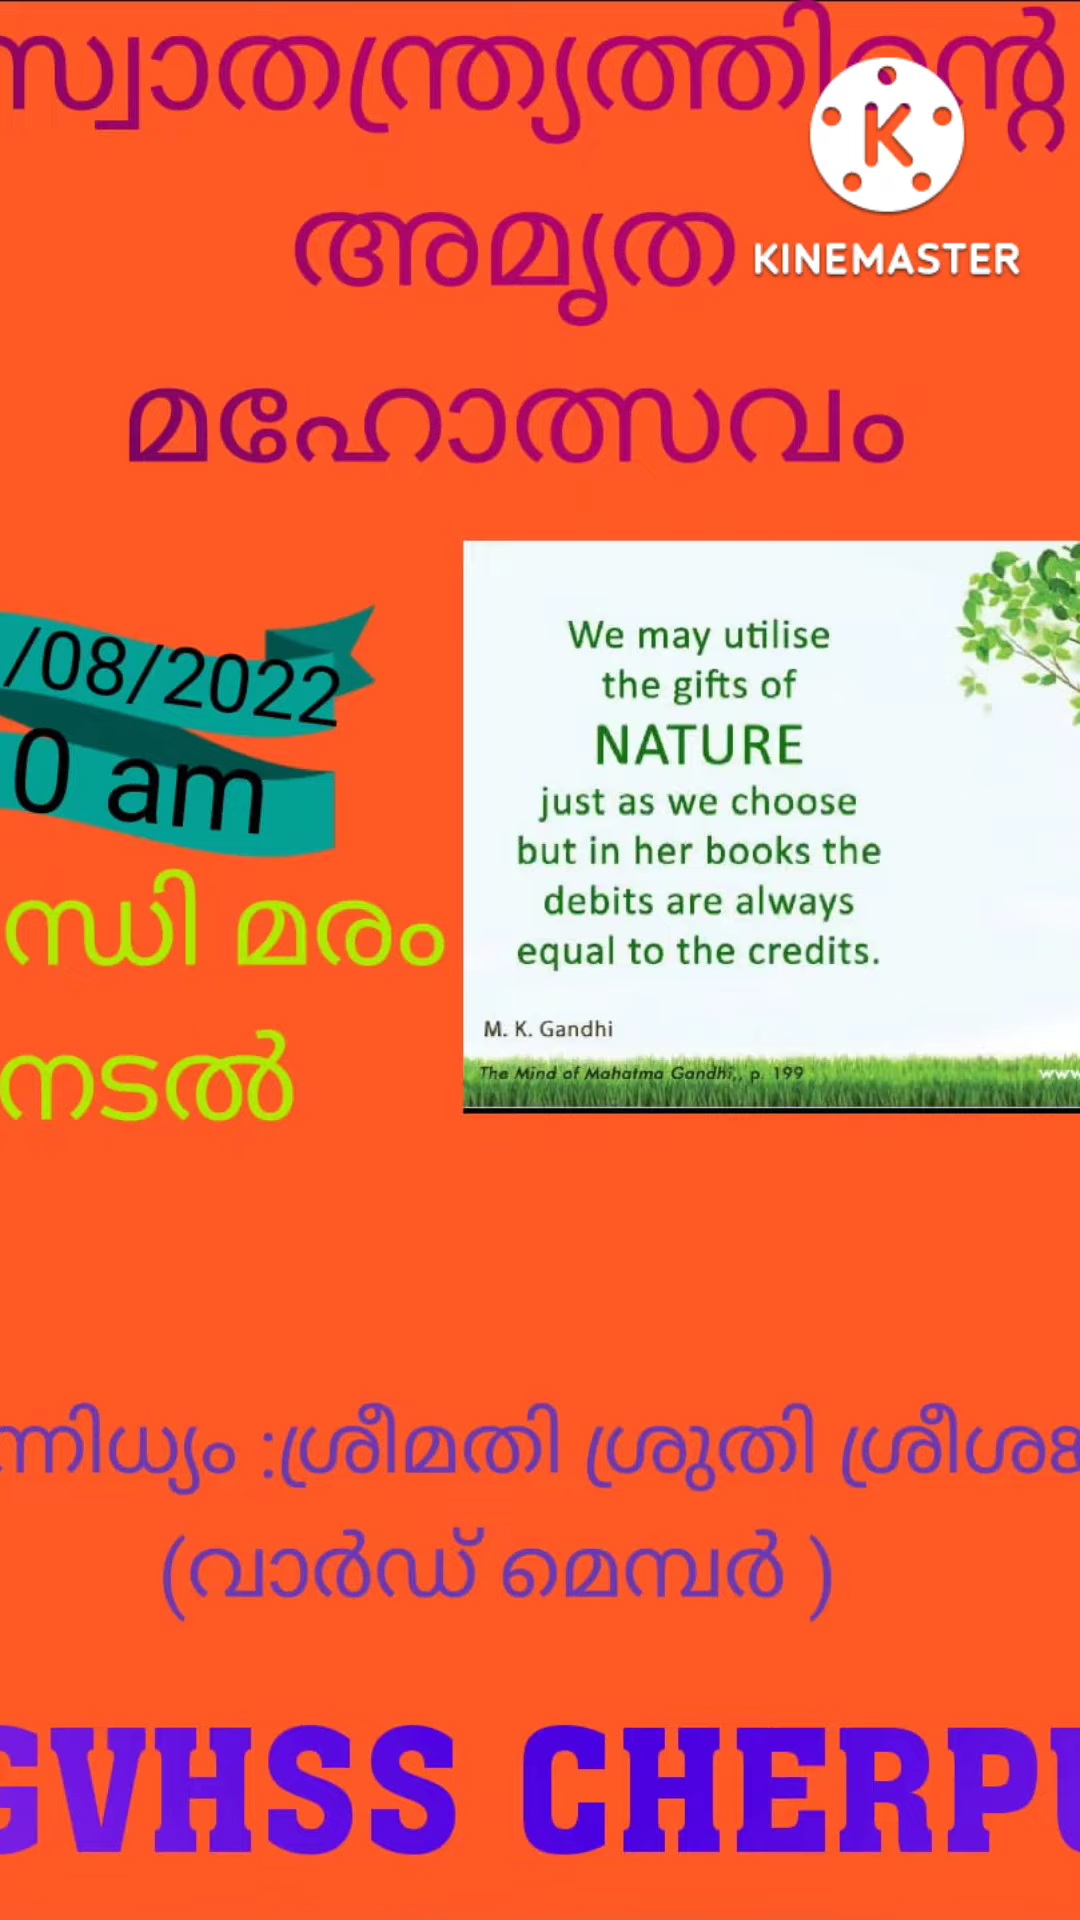 സ്വാതന്ത്ര്യത്തിന്റെ
അമൃത
മഹോത്സവം
KINEMASTER
/08/2022
0 am
ന്ധി മരം
നടൽ
We may utilise
the gifts of
NATURE
just as we choose
but in her books the
debits are always
equal to the credits.
M. K. Gandhi
The Mind of Mahatma Gandhi,, p. 199
www
ന്നിധ്യം :ശ്രീമതി ശ്രുതി
(വാർഡ് മെമ്പർ )
GVHSS CHERPU